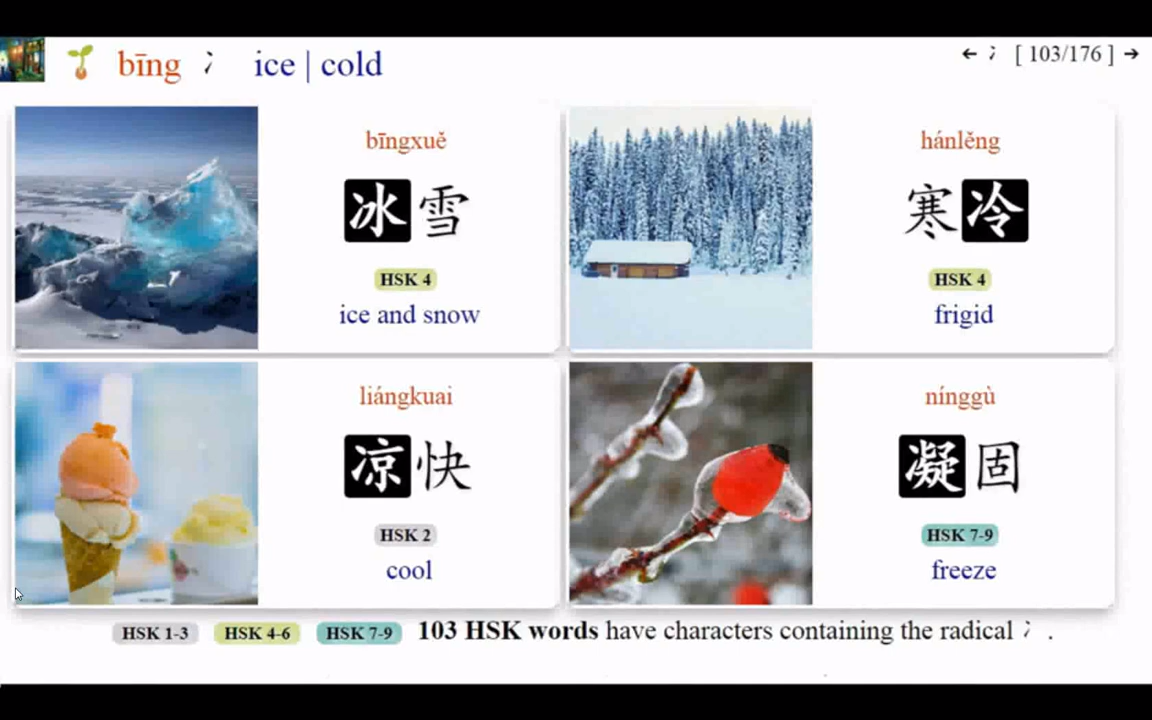 bīng 冫 ice | cold
← 冫 [ 103/176 ] →
bīngxuě
冰雪
HSK 4
ice and snow
hánlěng
寒冷
HSK 4
frigid
liángkuai
凉快
HSK 2
cool
nínggù
凝固
HSK 7-9
freeze
HSK 1-3 HSK 4-6 HSK 7-9 103 HSK words have characters containing the radical 冫 .